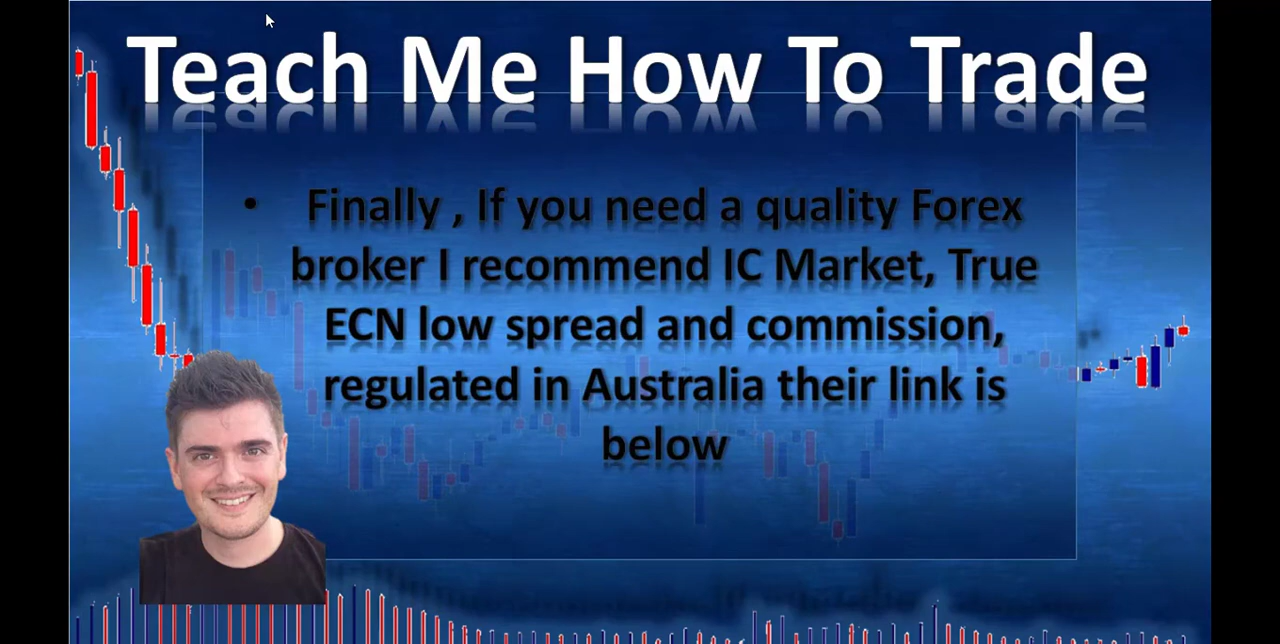 Teach Me How To Trade
• Finally , If you need a quality Forex
broker I recommend IC Market, True
ECN low spread and commission,
regulated in Australia their link is
below